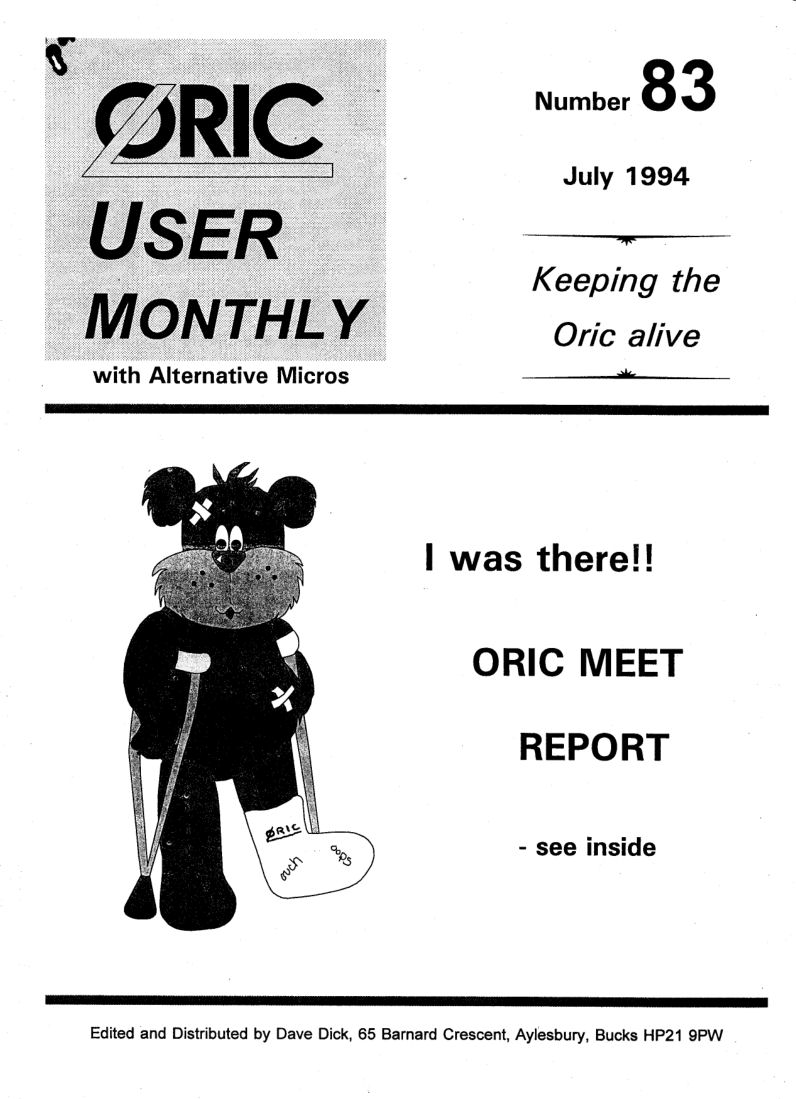 ØRIC
USER
MONTHLY
with Alternative Micros
Number 83
July 1994
Keeping the
Oric alive
I was there!!
ORIC MEET
REPORT
- see inside
ØRIC
ouch
oops
Edited and Distributed by Dave Dick, 65 Barnard Crescent, Aylesbury, Bucks HP21 9PW